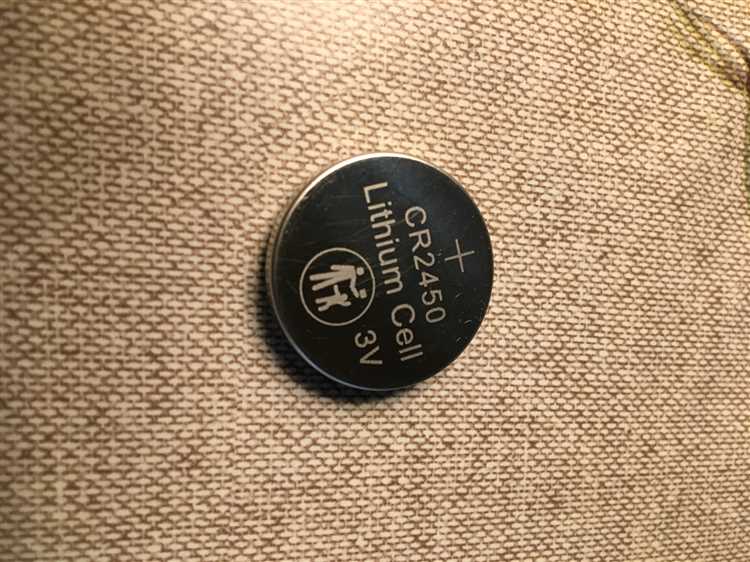 +
CR2450
Lithium Cell
3V